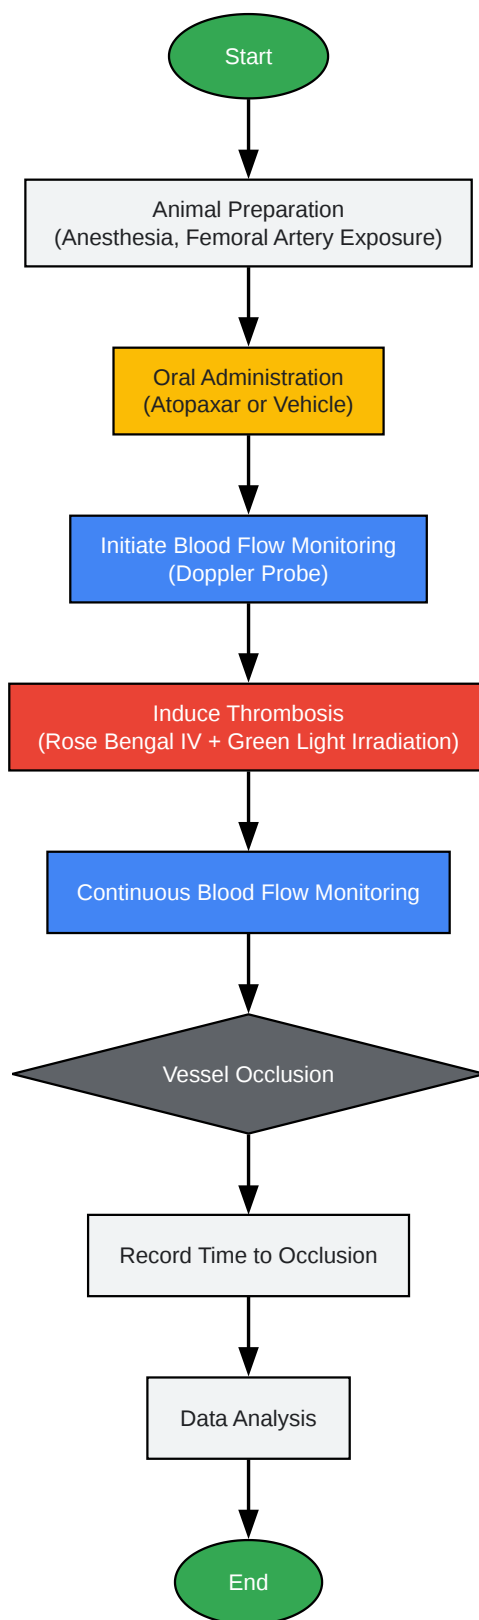 Start
Animal Preparation
(Anesthesia, Femoral Artery Exposure)
Oral Administration
(Atopaxar or Vehicle)
Initiate Blood Flow Monitoring
(Doppler Probe)
Induce Thrombosis
(Rose Bengal IV + Green Light Irradiation)
Continuous Blood Flow Monitoring
Vessel Occlusion
Record Time to Occlusion
Data Analysis
End